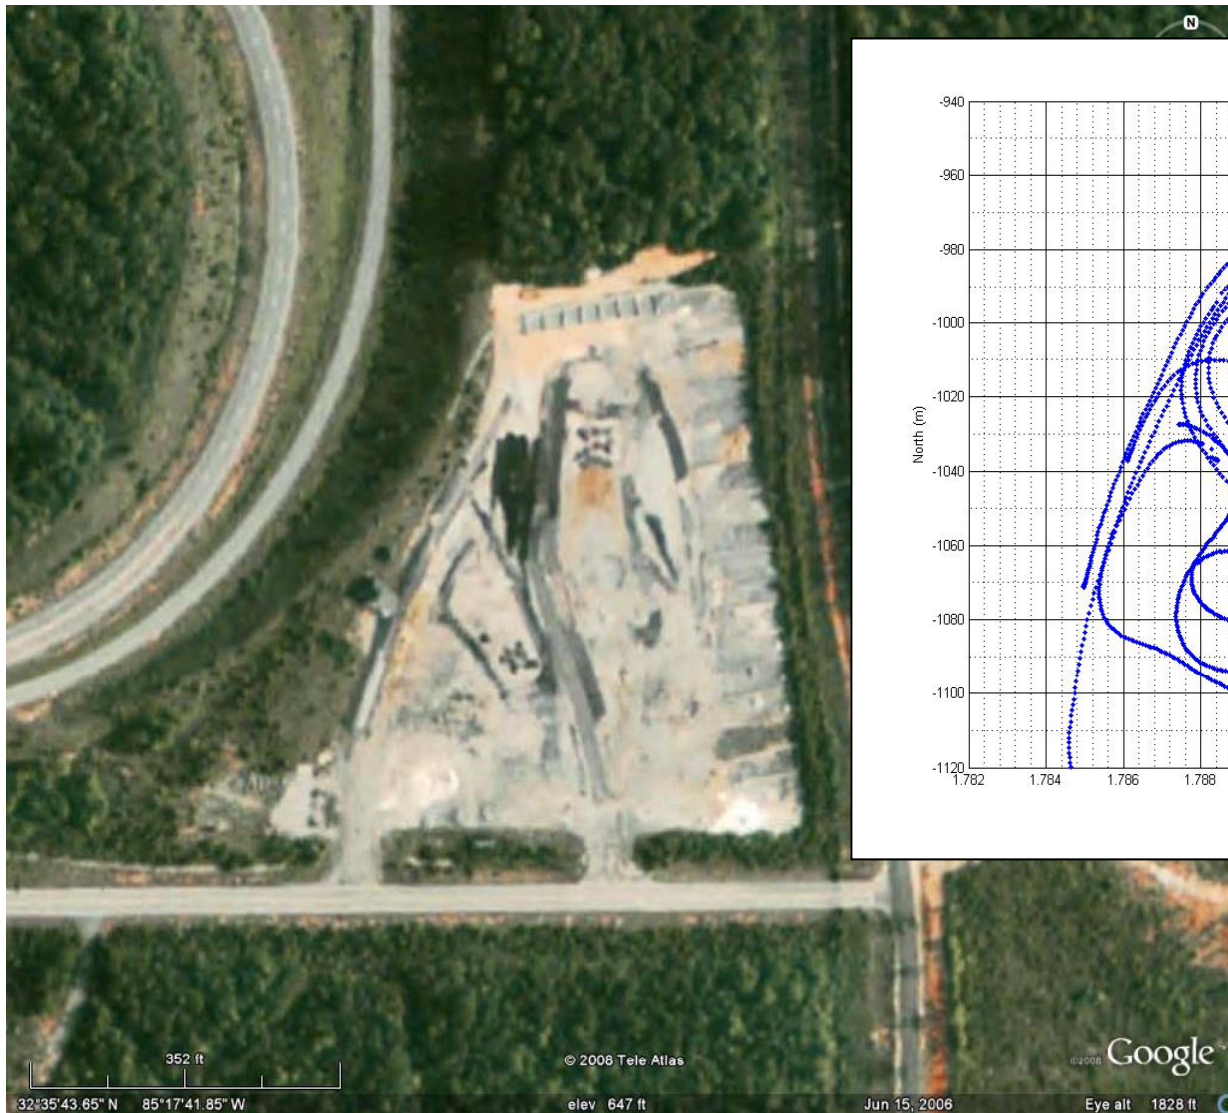 N
-940
-960
-980
-1000
-1020
North (m)
-1040
-1060
-1080
-1100
-1120
1.782 1.784 1.786 1.788
352 ft
© 2008 Tele Atlas
©2008 Google™
32°35'43.65" N 85°17'41.85" W elev 647 ft Jun 15, 2006 Eye alt 1828 ft